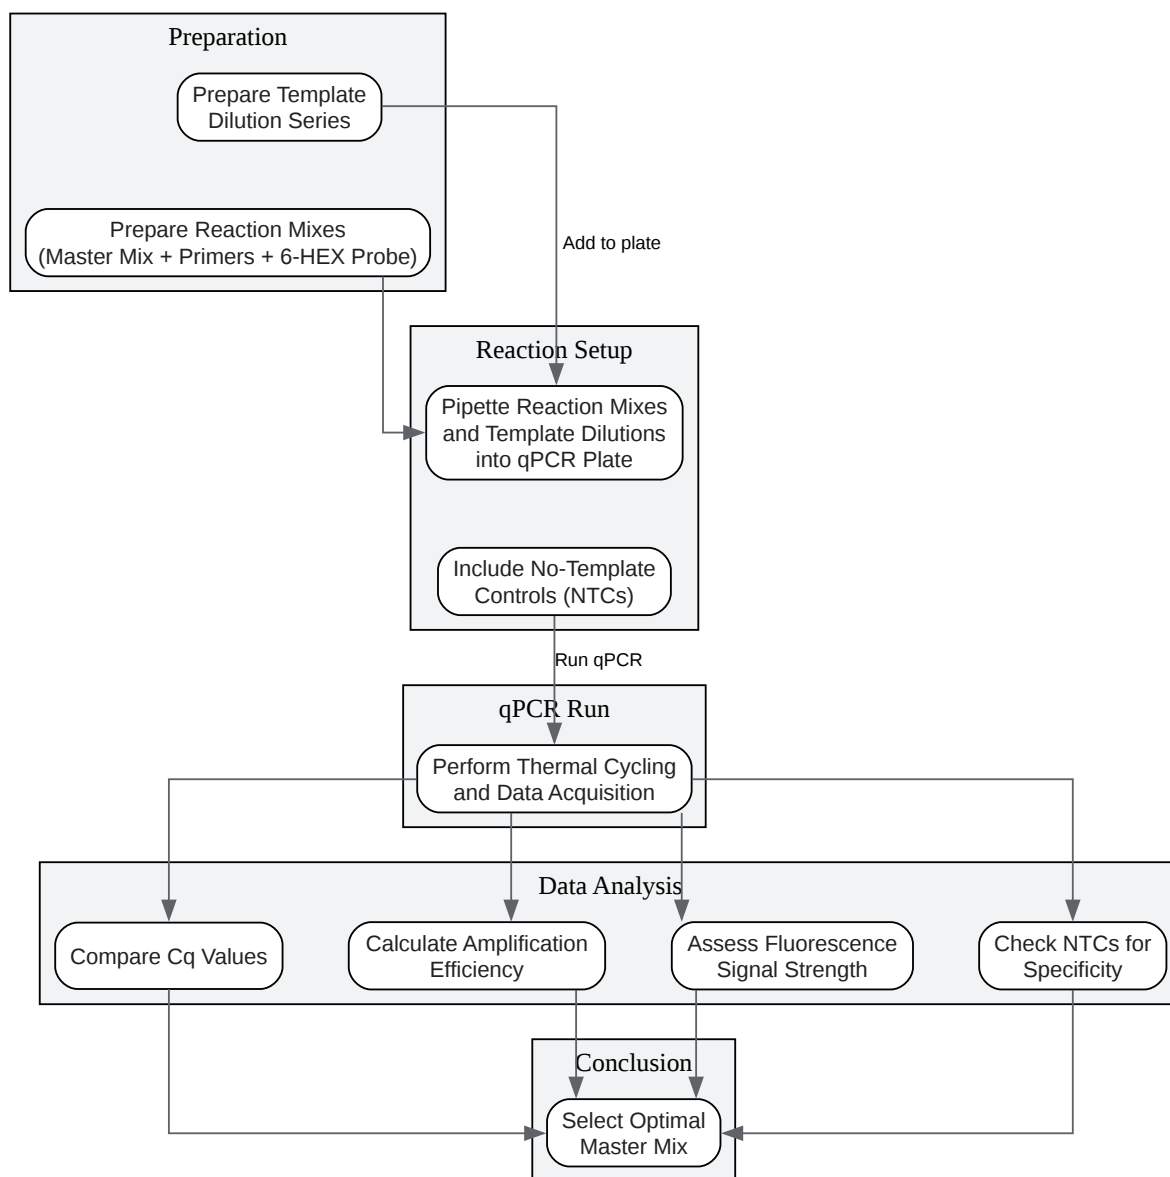 Preparation
Prepare Template
Dilution Series
Prepare Reaction Mixes
(Master Mix + Primers + 6-HEX Probe)
Add to plate
Reaction Setup
Pipette Reaction Mixes
and Template Dilutions
into qPCR Plate
Include No-Template
Controls (NTCs)
Run qPCR
qPCR Run
Perform Thermal Cycling
and Data Acquisition
Data Analysis
Compare Cq Values
Calculate Amplification
Efficiency
Assess Fluorescence
Signal Strength
Check NTCs for
Specificity
Conclusion
Select Optimal
Master Mix